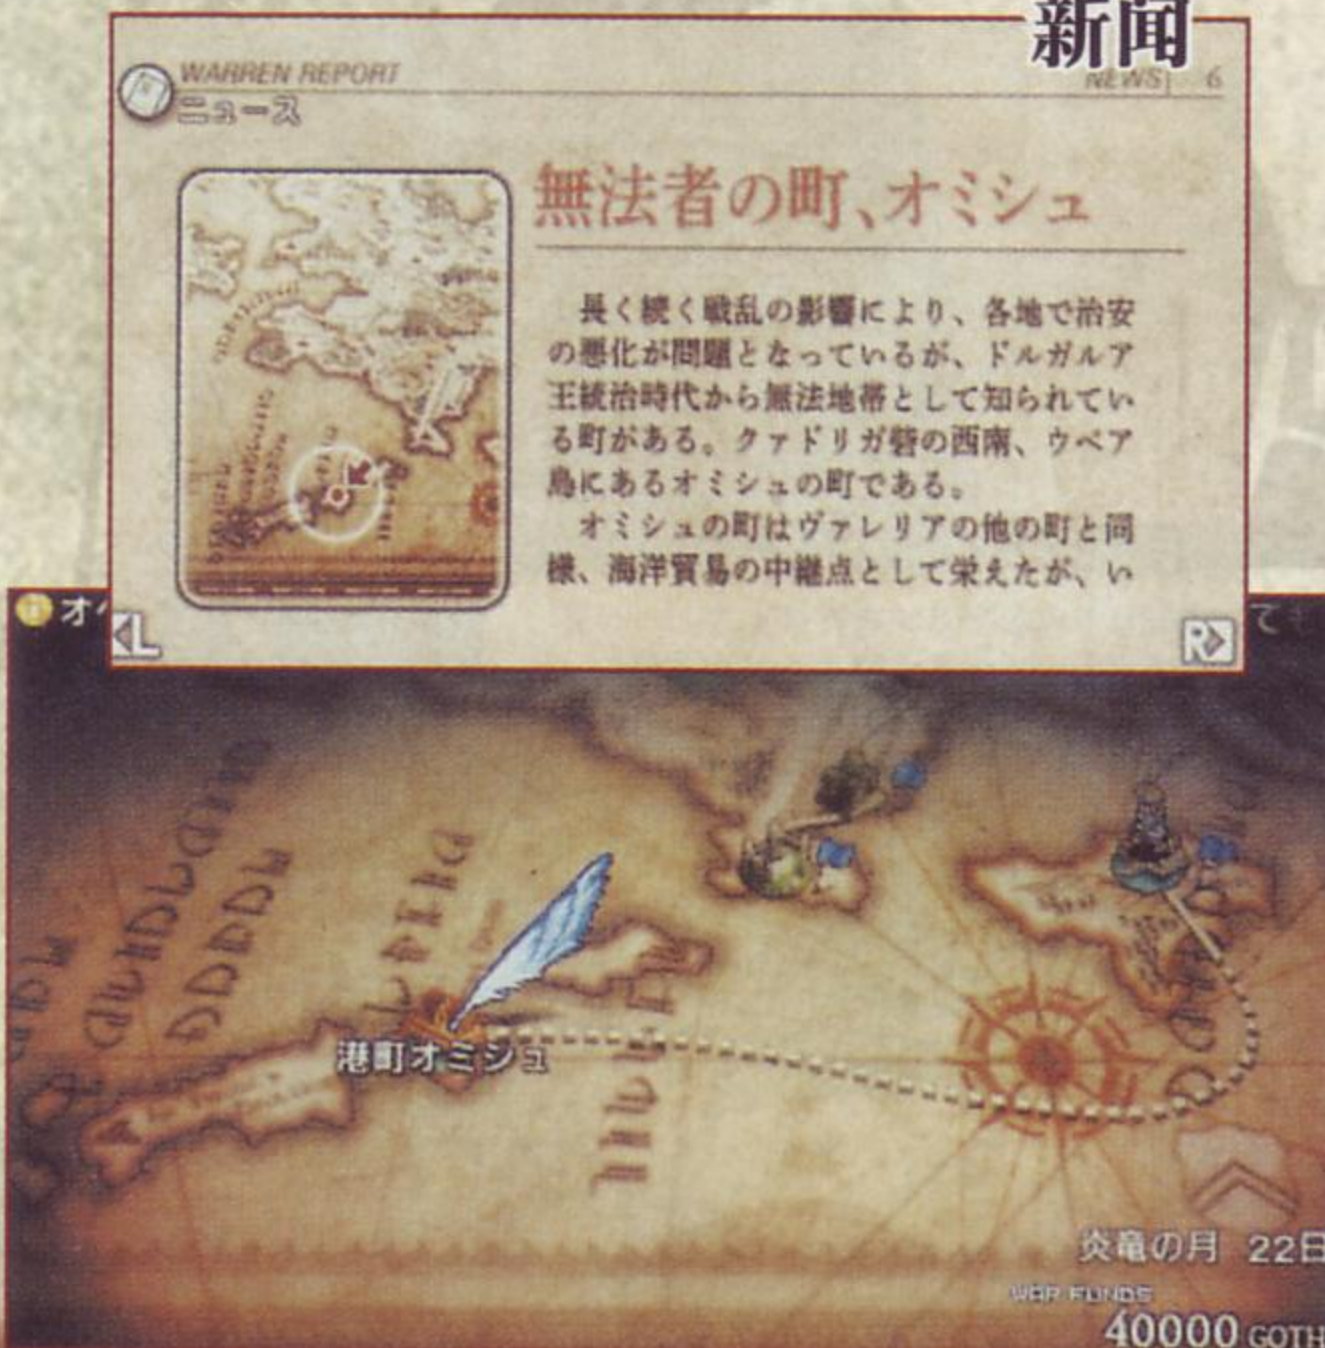 新闻
WARREN REPORT
NEWS 6
ニュース
無法者の町、オミシュ
長く続く戦乱の影響により、各地で治安
の悪化が問題となっているが、ドルガルア
王統治時代から無法地帯として知られてい
る町がある。クァドリガ砦の西南、ウベア
島にあるオミシュの町である。
オミシュの町はヴァレリアの他の町と同
様、海洋貿易の中継点として栄えたが、い
L
R
オ
て
港町オミシュ
炎竜の月 22日
WAR FUNDS
40000 GOTH